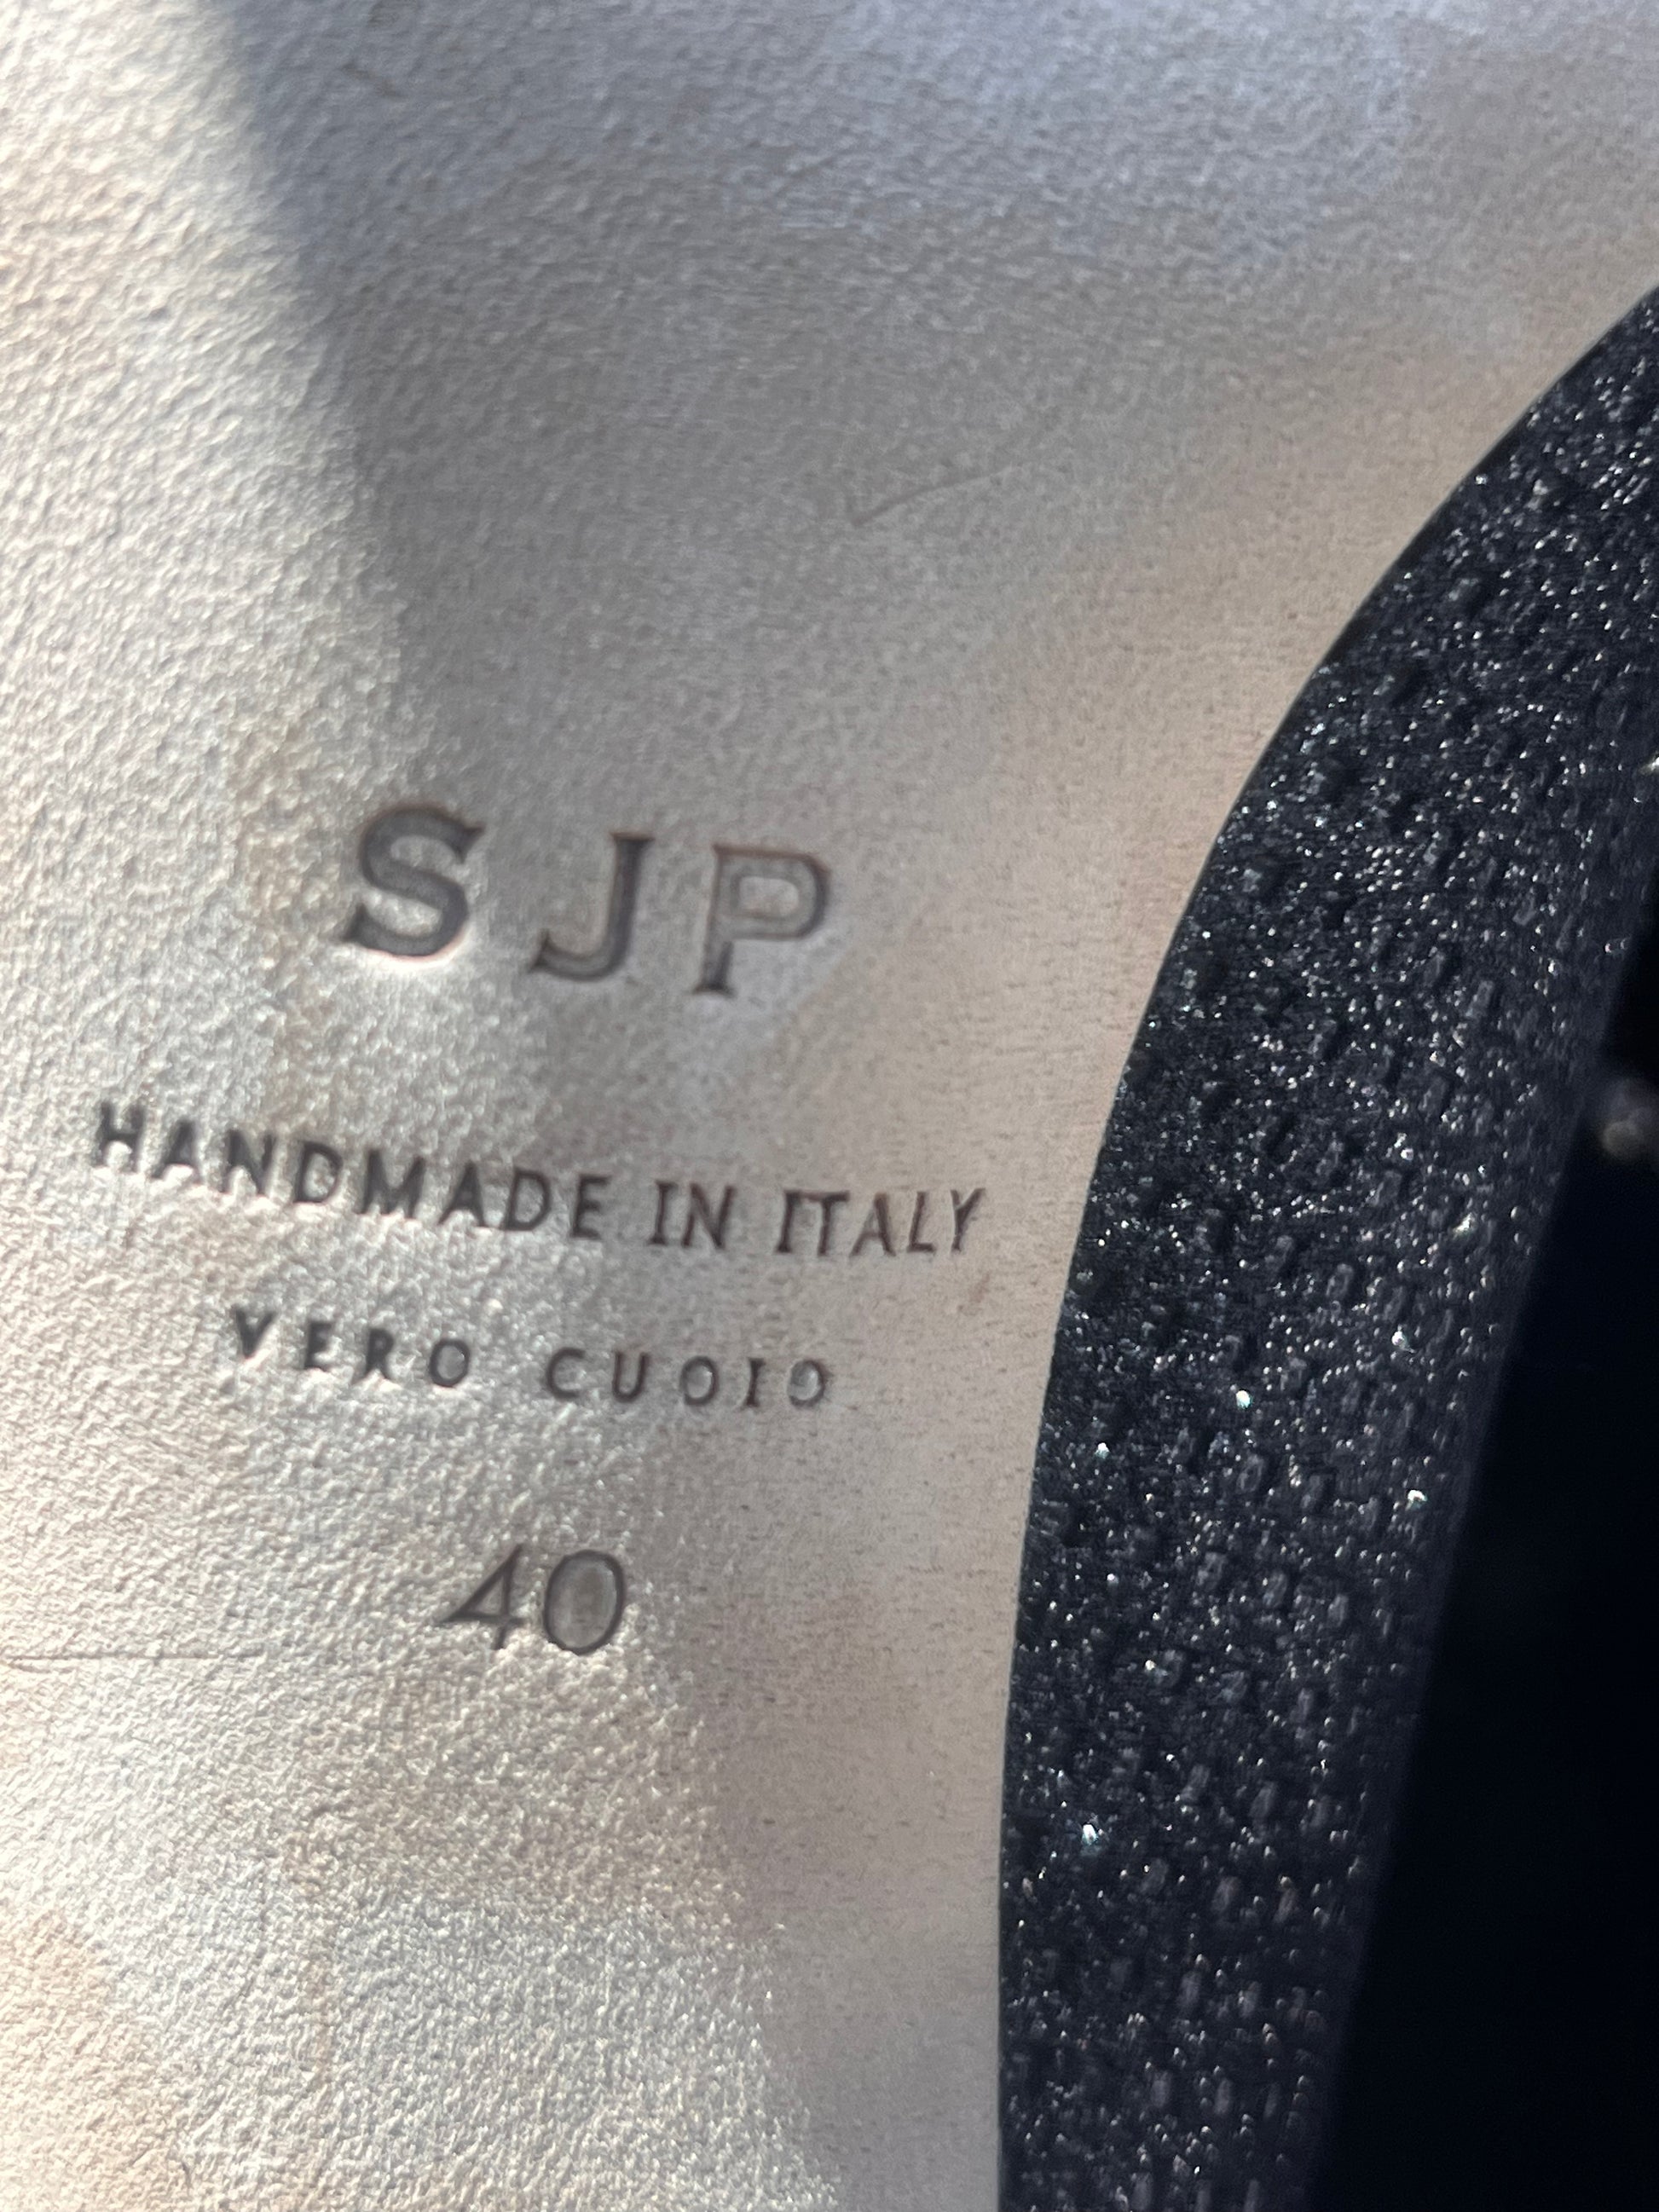 SJP
HANDMADE IN ITALY
VERO CUOIO
40